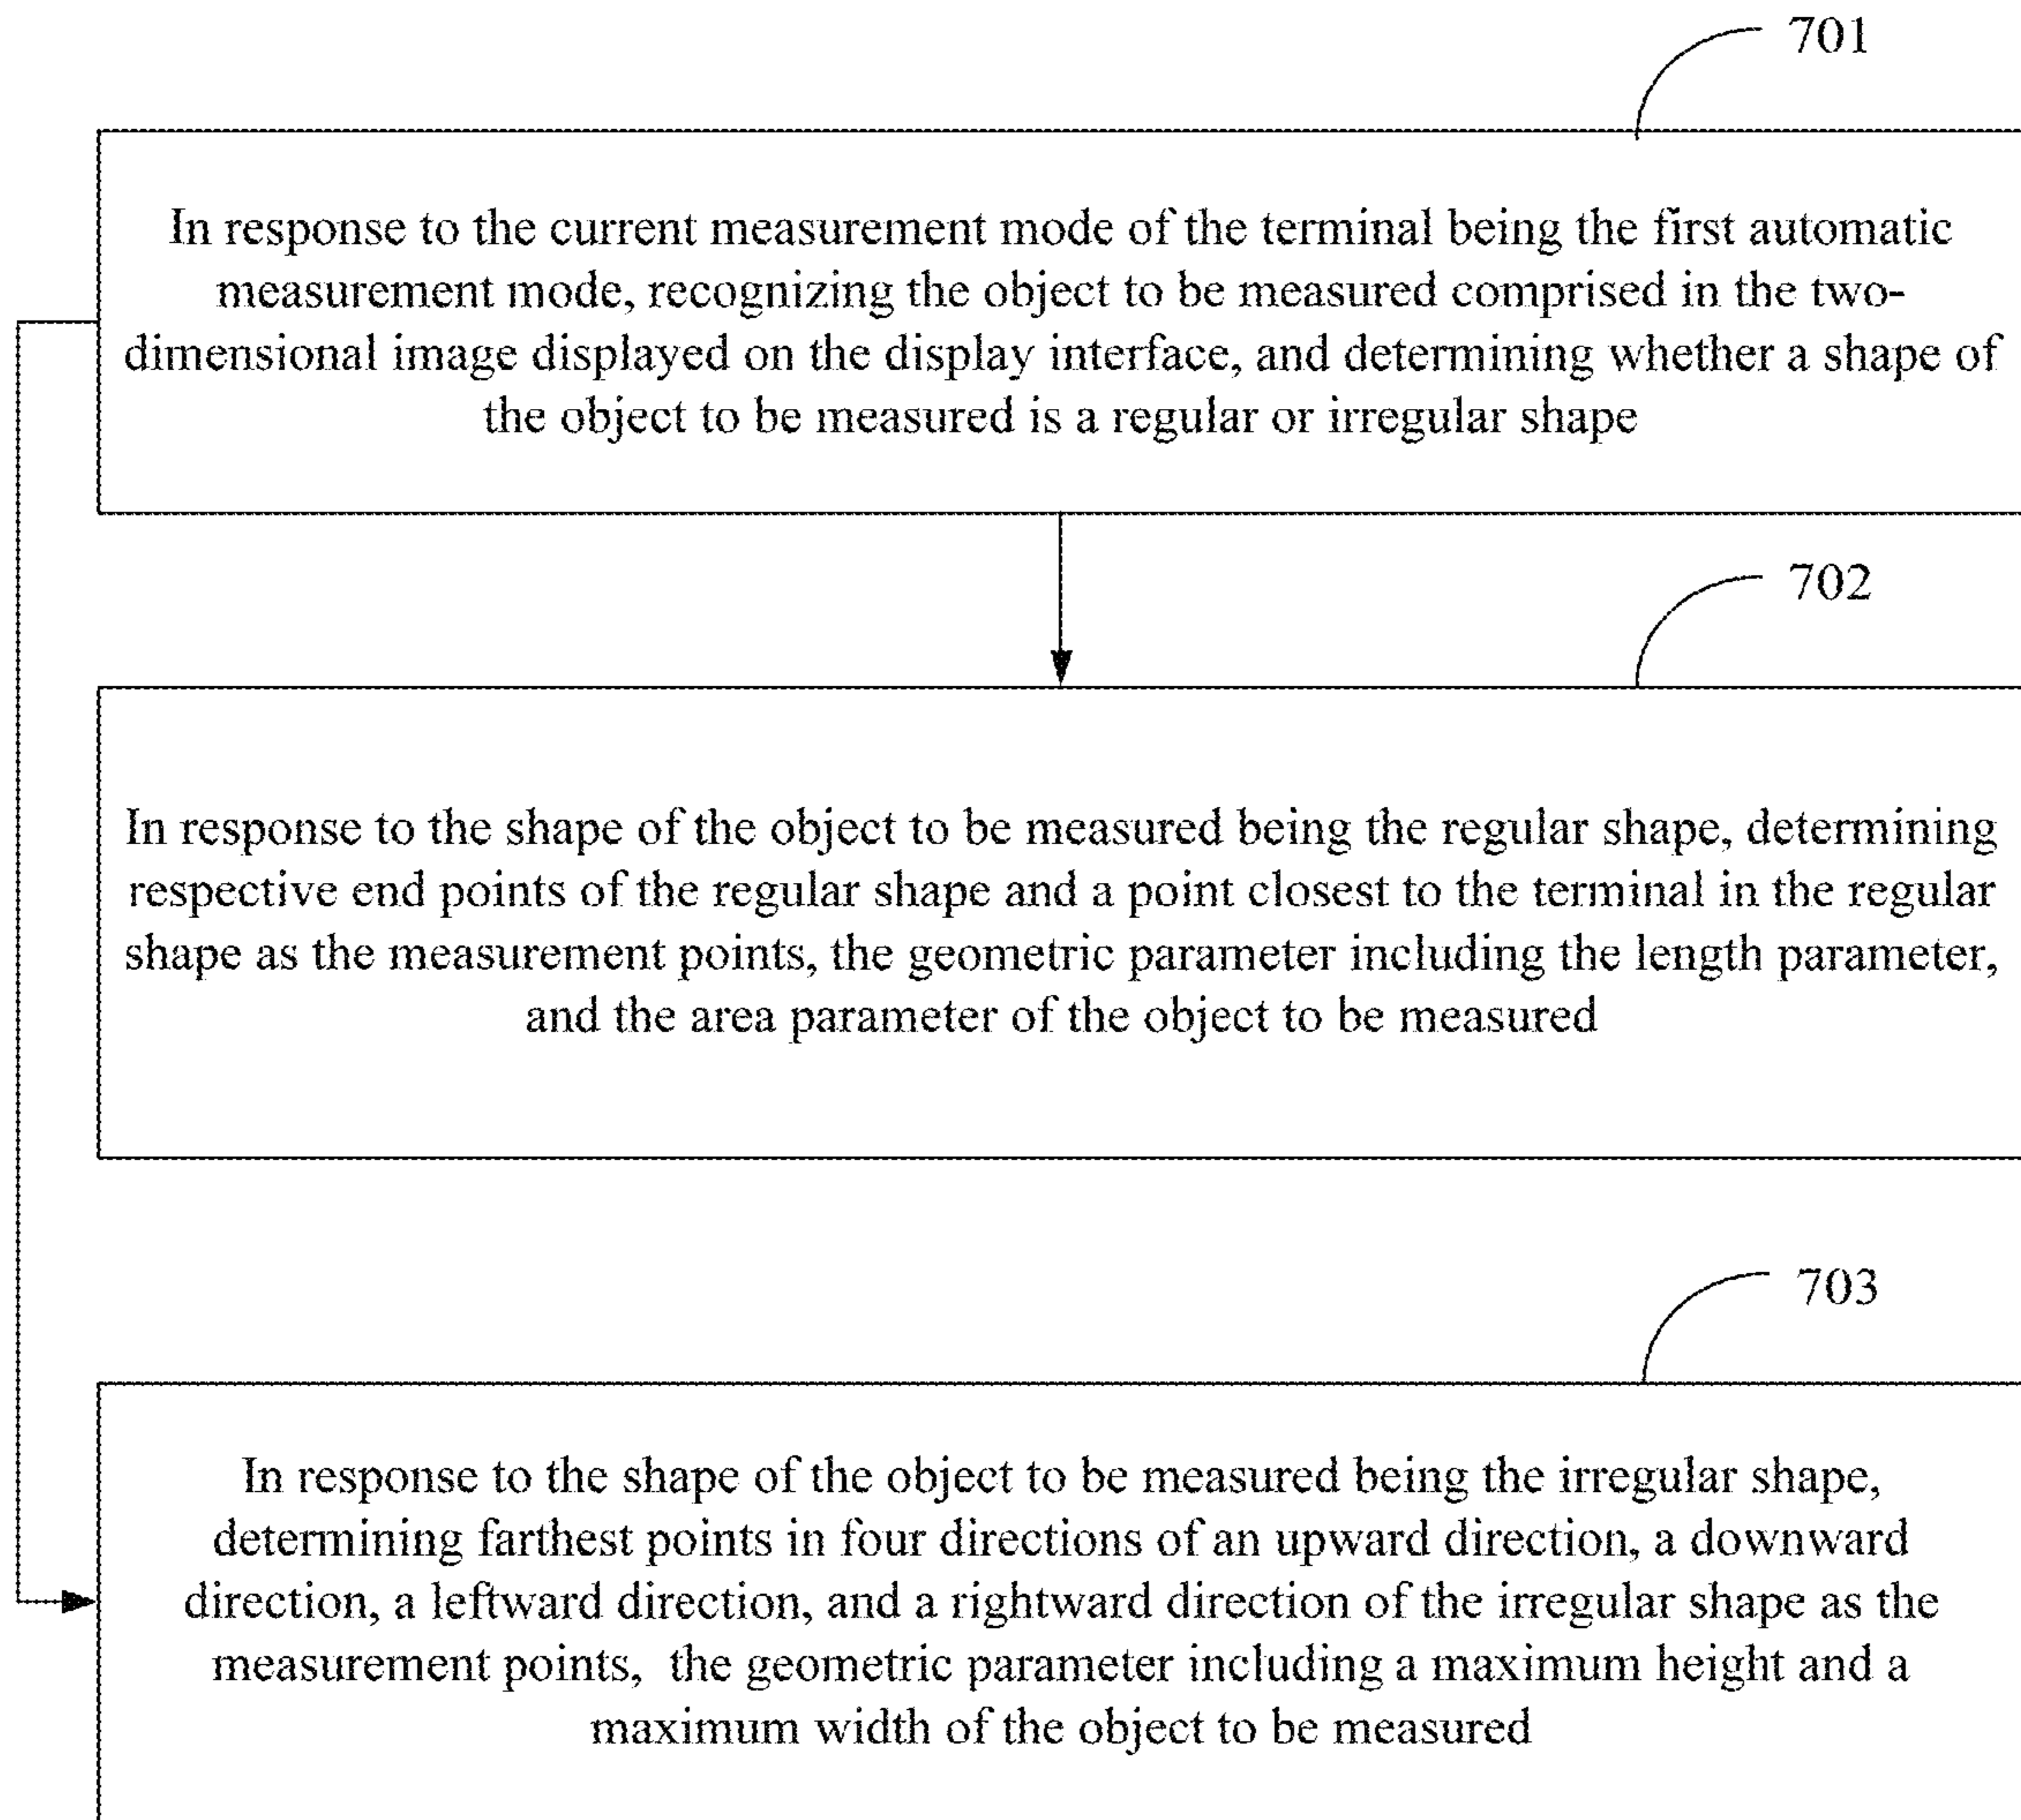 701
In response to the current measurement mode of the terminal being the first automatic
measurement mode, recognizing the object to be measured comprised in the two-
dimensional image displayed on the display interface, and determining whether a shape of
the object to be measured is a regular or irregular shape
702
In response to the shape of the object to be measured being the regular shape, determining
respective end points of the regular shape and a point closest to the terminal in the regular
shape as the measurement points, the geometric parameter including the length parameter,
and the area parameter of the object to be measured
703
In response to the shape of the object to be measured being the irregular shape,
determining farthest points in four directions of an upward direction, a downward
direction, a leftward direction, and a rightward direction of the irregular shape as the
measurement points, the geometric parameter including a maximum height and a
maximum width of the object to be measured